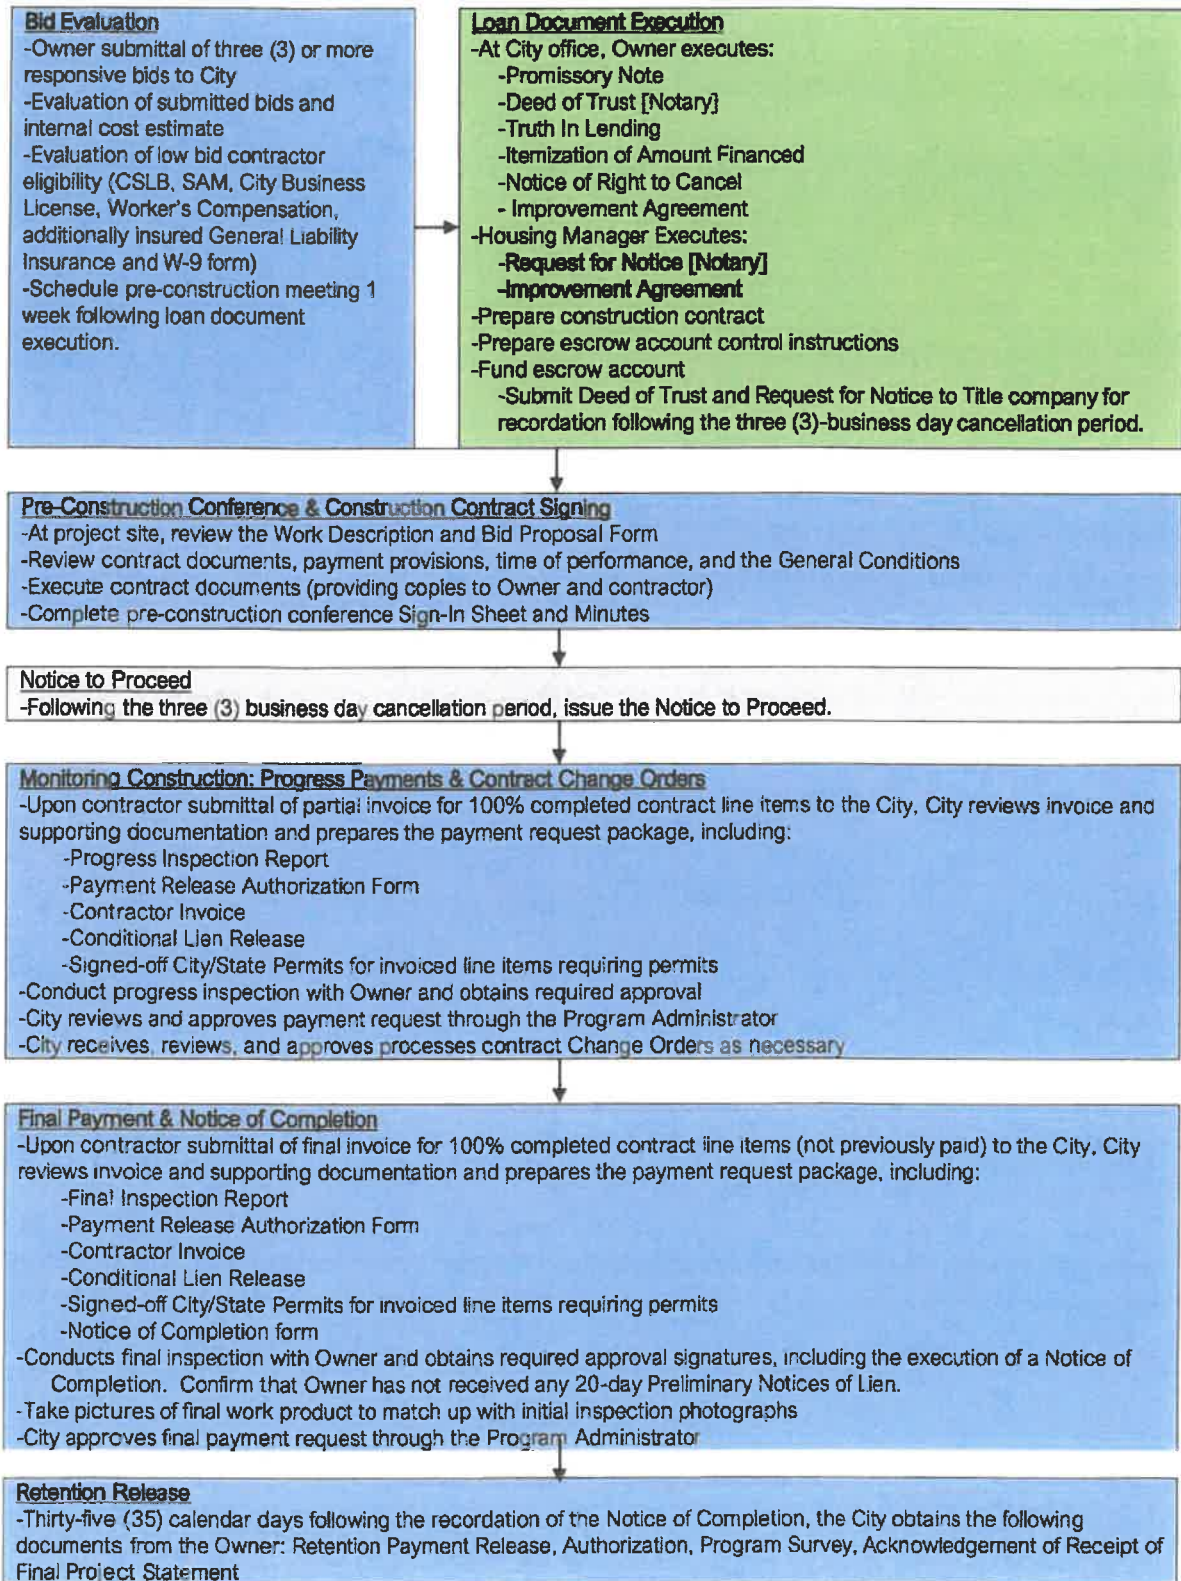 Bid Evaluation
-Owner submittal of three (3) or more
responsive bids to City
-Evaluation of submitted bids and
internal cost estimate
-Evaluation of low bid contractor
eligibility (CSLB, SAM, City Business
License, Worker's Compensation,
additionally insured General Liability
Insurance and W-9 form)
-Schedule pre-construction meeting 1
week following loan document
execution.
Loan Document Execution
-At City office, Owner executes:
-Promissory Note
-Deed of Trust [Notary]
-Truth In Lending
-Itemization of Amount Financed
-Notice of Right to Cancel
- Improvement Agreement
-Housing Manager Executes:
-Request for Notice [Notary]
-Improvement Agreement
-Prepare construction contract
-Prepare escrow account control instructions
-Fund escrow account
-Submit Deed of Trust and Request for Notice to Title company for
recordation following the three (3)-business day cancellation period.
Pre-Construction Conference & Construction Contract Signing
-At project site, review the Work Description and Bid Proposal Form
-Review contract documents, payment provisions, time of performance, and the General Conditions
-Execute contract documents (providing copies to Owner and contractor)
-Complete pre-construction conference Sign-In Sheet and Minutes
Notice to Proceed
-Following the three (3) business day cancellation period, issue the Notice to Proceed.
Monitoring Construction: Progress Payments & Contract Change Orders
-Upon contractor submittal of partial invoice for 100% completed contract line items to the City, City reviews invoice and
supporting documentation and prepares the payment request package, including:
-Progress Inspection Report
-Payment Release Authorization Form
-Contractor Invoice
-Conditional Lien Release
-Signed-off City/State Permits for invoiced line items requiring permits
-Conduct progress inspection with Owner and obtains required approval
-City reviews and approves payment request through the Program Administrator
-City receives, reviews, and approves processes contract Change Orders as necessary
Final Payment & Notice of Completion
-Upon contractor submittal of final invoice for 100% completed contract line items (not previously paid) to the City, City
reviews invoice and supporting documentation and prepares the payment request package, including:
-Final Inspection Report
-Payment Release Authorization Form
-Contractor Invoice
-Conditional Lien Release
-Signed-off City/State Permits for invoiced line items requiring permits
-Notice of Completion form
-Conducts final inspection with Owner and obtains required approval signatures, including the execution of a Notice of
Completion.  Confirm that Owner has not received any 20-day Preliminary Notices of Lien.
-Take pictures of final work product to match up with initial inspection photographs
-City approves final payment request through the Program Administrator
Retention Release
-Thirty-five (35) calendar days following the recordation of the Notice of Completion, the City obtains the following
documents from the Owner: Retention Payment Release, Authorization, Program Survey, Acknowledgement of Receipt of
Final Project Statement